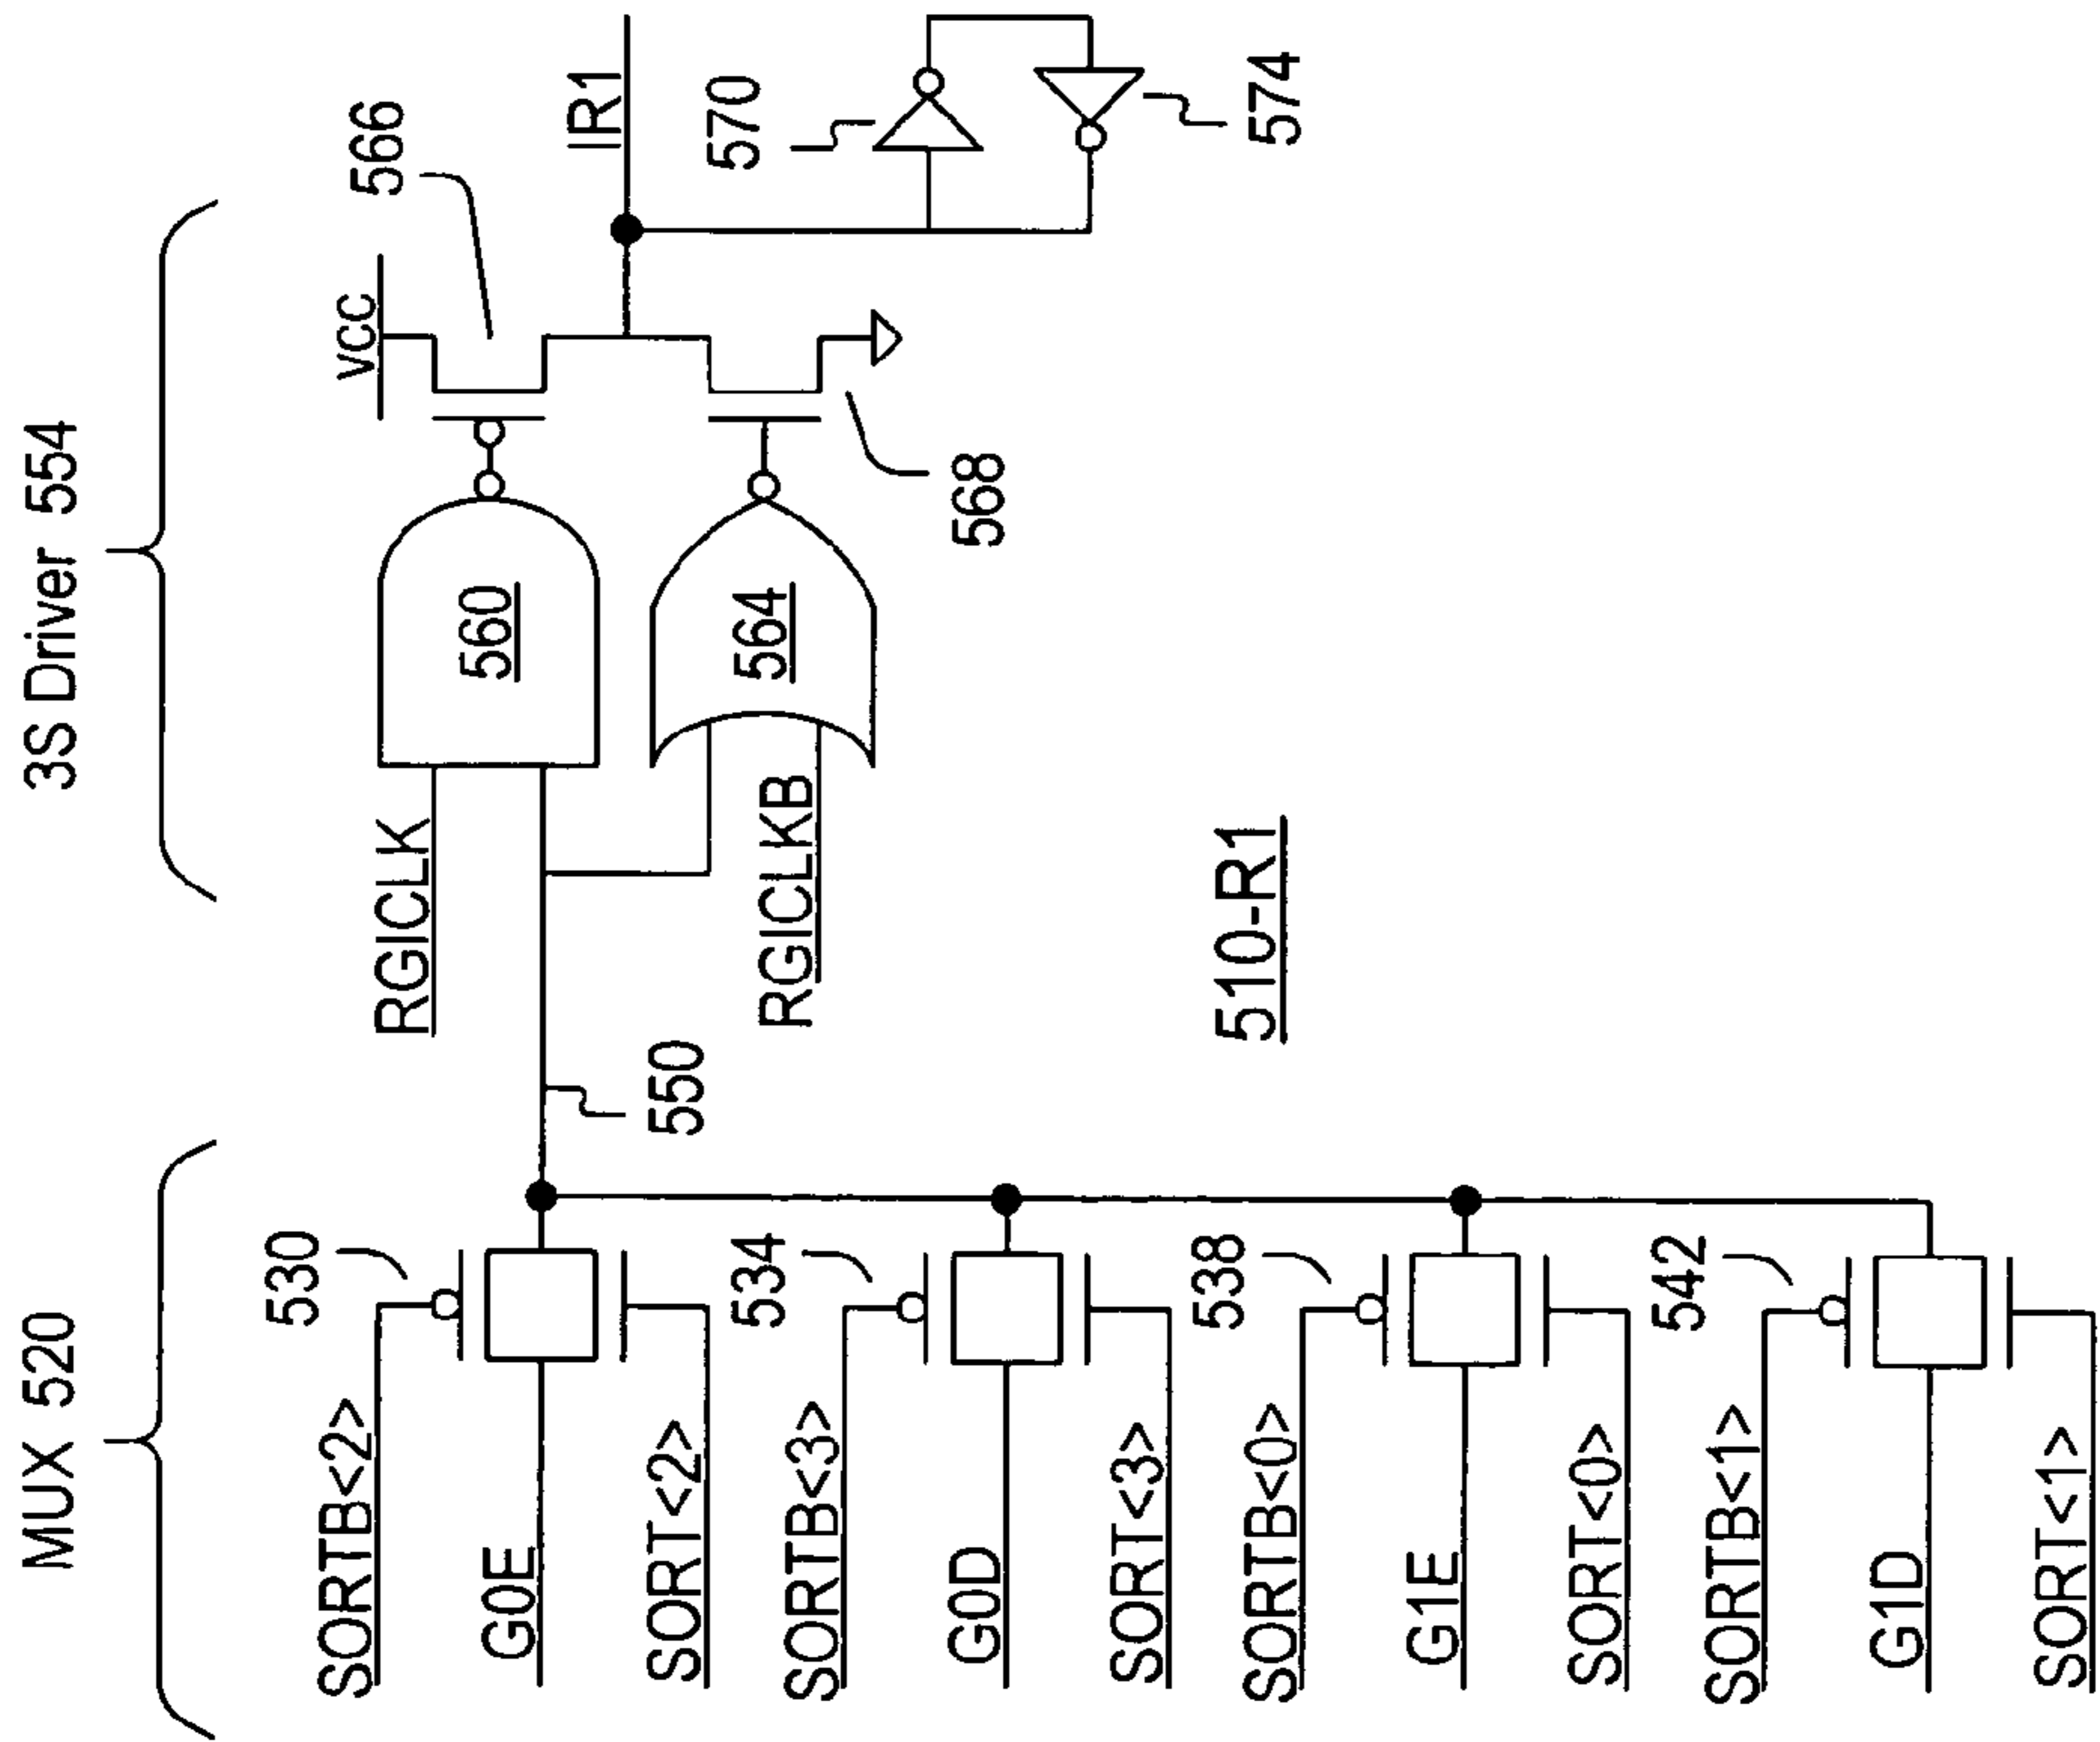 MUX 520
3S Driver 554
530
SORTB<2>
G0E
SORT<2>
534
SORTB<3>
G0D
SORT<3>
538
SORTB<0>
G1E
SORT<0>
542
SORTB<1>
G1D
SORT<1>
550
RGICLK
RGICLKB
560
564
VCC
566
568
IR1
570
574
510-R1